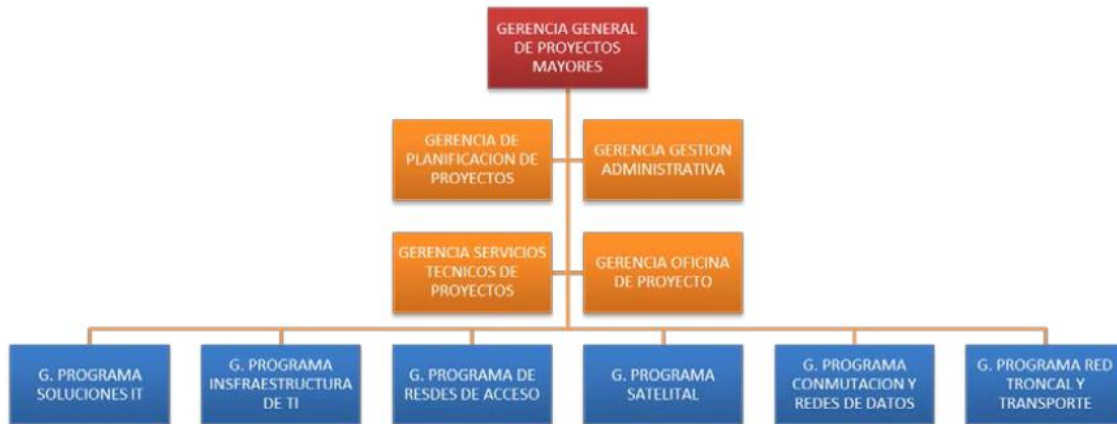 GERENCIA GENERAL
DE PROYECTOS
MAYORES
GERENCIA DE
PLANIFICACION DE
PROYECTOS
GERENCIA GESTION
ADMINISTRATIVA
GERENCIA SERVICIOS
TECNICOS DE
PROYECTOS
GERENCIA OFICINA
DE PROYECTO
G. PROGRAMA
SOLUCIONES IT
G. PROGRAMA
INSFRAESTRUCTURA
DE TI
G. PROGRAMA DE
RESDES DE ACCESO
G. PROGRAMA
SATELITAL
G. PROGRAMA
CONMUTACION Y
REDES DE DATOS
G. PROGRAMA RED
TRONCAL Y
TRANSPORTE